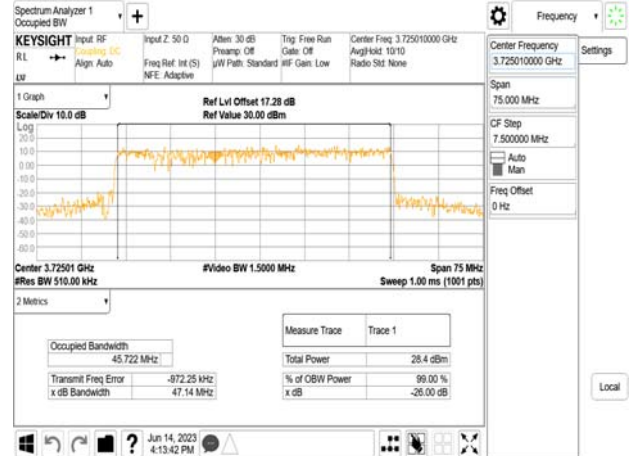 Spectrum Analyzer 1
Occupied BW
Frequency
KEYSIGHT Input: RF
Coupling: DC
Align: Auto
RL
LV
Input Z: 50 Ω
Freq Ref: Int (S)
NFE: Adaptive
Atten: 30 dB
Preamp: Off
µW Path: Standard
Trig: Free Run
Gate: Off
#IF Gain: Low
Center Freq: 3.725010000 GHz
Avg|Hold: 10/10
Radio Std: None
Center Frequency
3.725010000 GHz
Settings
Span
75.000 MHz
CF Step
7.500000 MHz
Auto
Man
Freq Offset
0 Hz
Local
1 Graph
Scale/Div 10.0 dB
Ref Lvl Offset 17.28 dB
Ref Value 30.00 dBm
Log
20.0
10.0
0.00
-10.0
-20.0
-30.0
-40.0
-50.0
-60.0
Center 3.72501 GHz
#Video BW 1.5000 MHz
Span 75 MHz
#Res BW 510.00 kHz
Sweep 1.00 ms (1001 pts)
2 Metrics
Measure Trace Trace 1
Occupied Bandwidth
45.722 MHz
Total Power 28.4 dBm
Transmit Freq Error -972.25 kHz
% of OBW Power 99.00 %
x dB Bandwidth 47.14 MHz
x dB -26.00 dB
?
Jun 14, 2023
4:13:42 PM